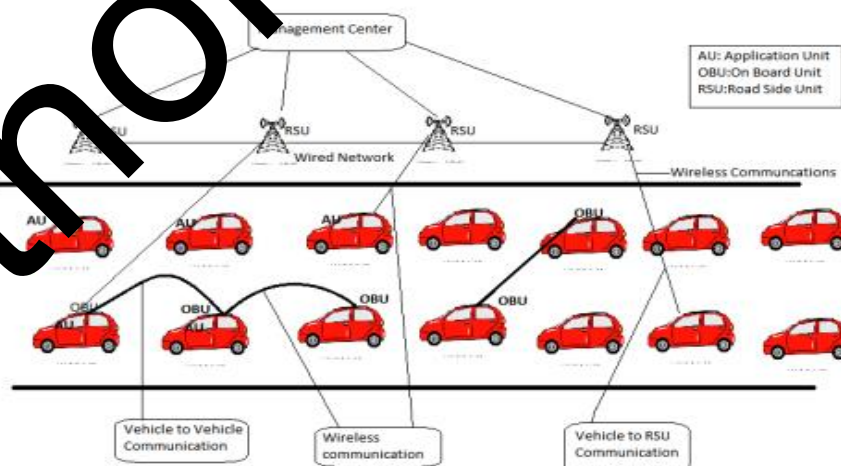 Management Center
AU: Application Unit
OBU:On Board Unit
RSU:Road Side Unit
RSU
RSU
RSU
Wired Network
Wireless Communcations
AU
AU
AU
OBU
OBU
AU
OBU
AU
OBU
OBU
Vehicle to Vehicle
Communication
Wireless
communication
Vehicle to RSU
Communication